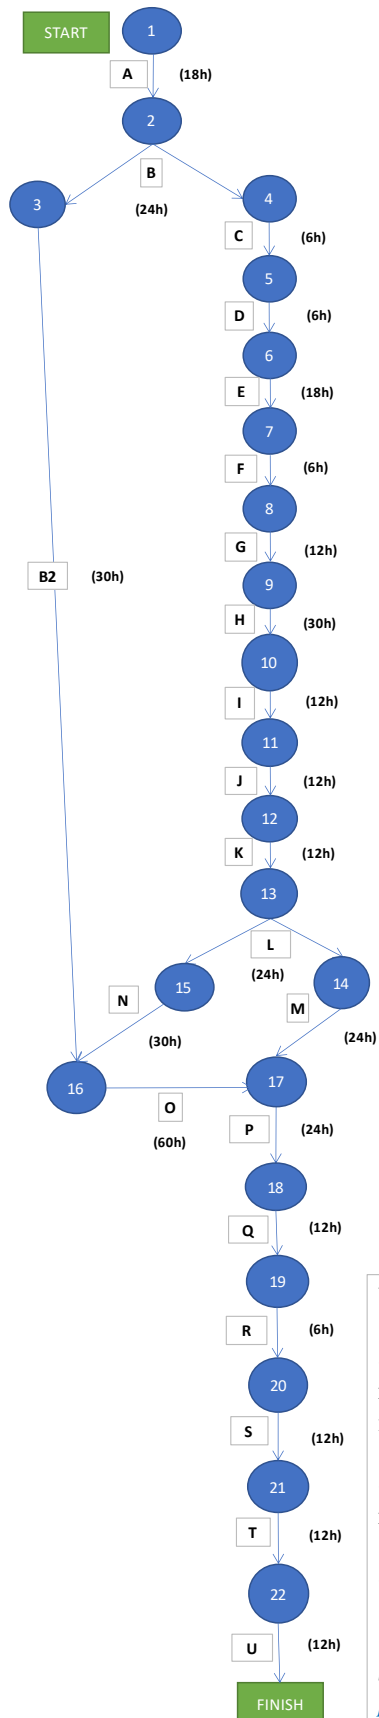 START
1
A (18h)
2
B
3
4
(24h)
C (6h)
5
D (6h)
6
E (18h)
7
F (6h)
8
G (12h)
B2 (30h)
9
H (30h)
10
I (12h)
11
J (12h)
12
K (12h)
13
L
(24h)
15
14
N
M
(30h)
(24h)
16
17
O
(60h)
P (24h)
18
Q (12h)
19
R (6h)
20
S (12h)
21
T (12h)
22
U (12h)
FINISH